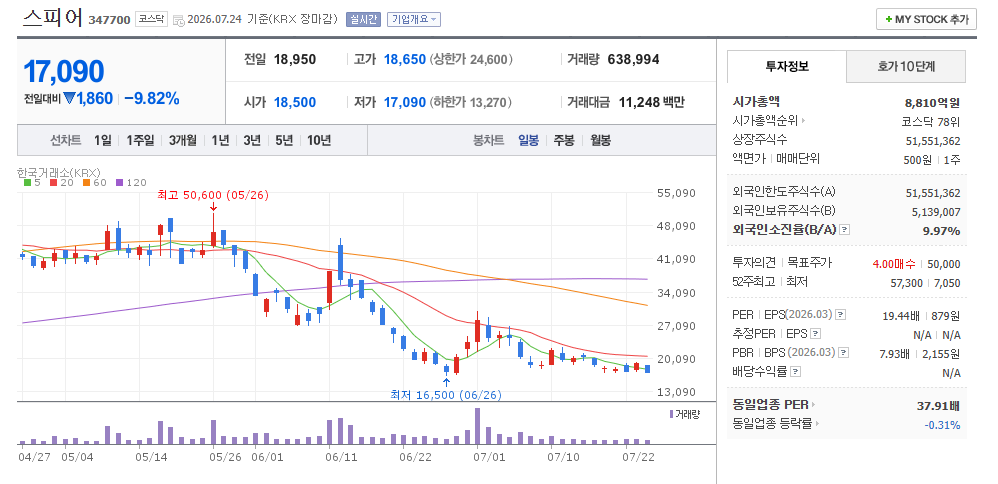 스피어 347700 코스닥 2026.07.24 기준(KRX 장마감) 실시간 기업개요
+ MY STOCK 추가
17,090
전일대비 ▼1,860 -9.82%
전일 18,950 고가 18,650 (상한가 24,600) 거래량 638,994
시가 18,500 저가 17,090 (하한가 13,270) 거래대금 11,248 백만
선차트 1일 1주일 3개월 1년 3년 5년 10년 봉차트 일봉 주봉 월봉
한국거래소(KRX)
5 20 60 120
최고 50,600 (05/26)
55,090
48,090
41,090
34,090
27,090
20,090
13,090
최저 16,500 (06/26)
거래량
04/27 05/04 05/14 05/26 06/01 06/11 06/22 07/01 07/10 07/22
투자정보 호가 10단계
시가총액 8,810억원
시가총액순위 코스닥 78위
상장주식수 51,551,362
액면가 매매단위 500원 1주
외국인한도주식수(A) 51,551,362
외국인보유주식수(B) 5,139,007
외국인소진율(B/A) ? 9.97%
투자의견 목표주가 4.00매수 50,000
52주최고 최저 57,300 7,050
PER EPS(2026.03) ? 19.44배 879원
추정PER EPS ? N/A N/A
PBR BPS (2026.03) ? 7.93배 2,155원
배당수익률 ? N/A
동일업종 PER 37.91배
동일업종 등락률 -0.31%